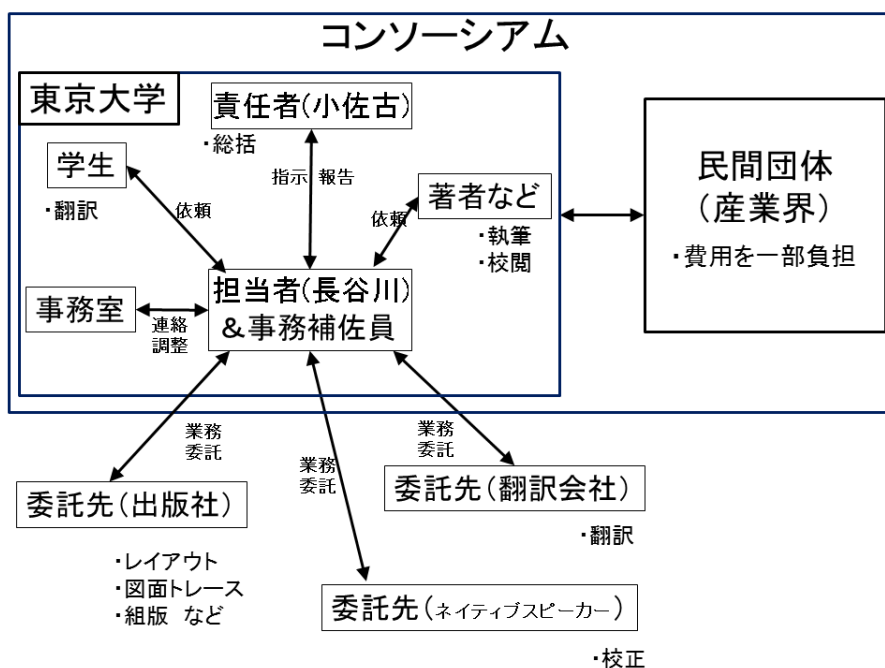 コンソーシアム
東京大学
責任者(小佐古)
・総括
学生
・翻訳
依頼
指示 報告
依頼
著者など
・執筆
・校閲
民間団体
(産業界)
・費用を一部負担
事務室
連絡
調整
担当者(長谷川)
&事務補佐員
業務
委託
業務
委託
業務
委託
委託先(出版社)
・レイアウト
・図面トレース
・組版 など
委託先(翻訳会社)
・翻訳
委託先(ネイティブスピーカー)
・校正